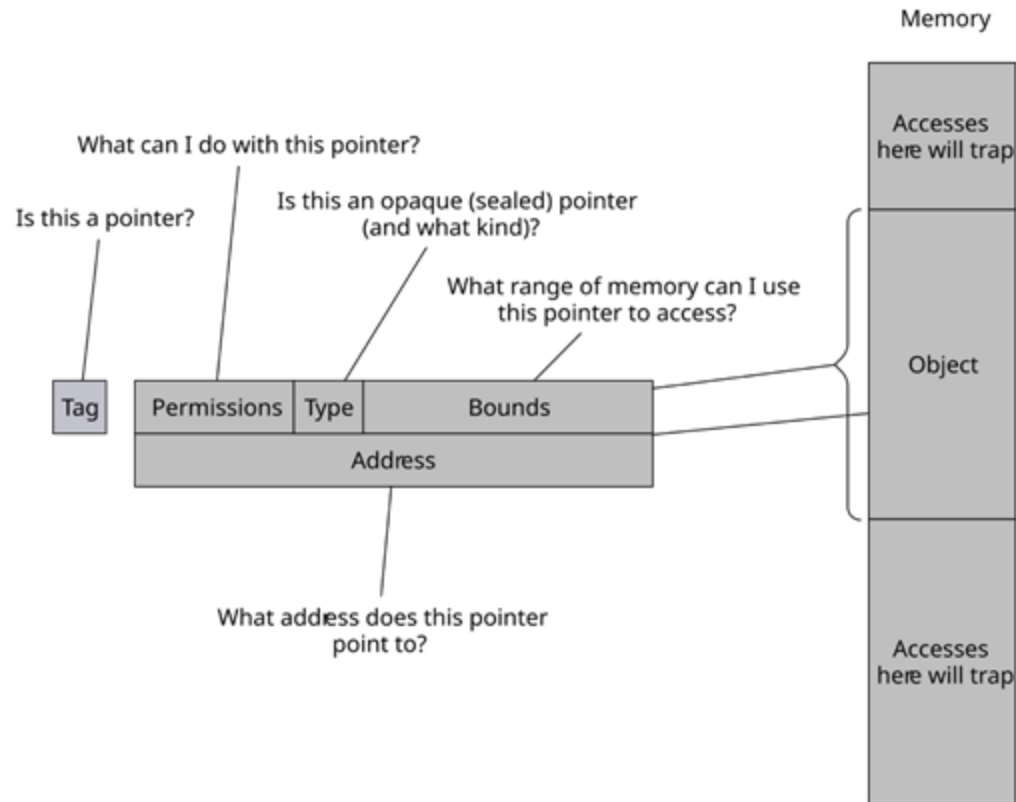 Memory
Accesses
here will trap
What can I do with this pointer?
Is this an opaque (sealed) pointer
(and what kind)?
Is this a pointer?
What range of memory can I use
this pointer to access?
Object
Tag
Permissions
Type
Bounds
Address
What address does this pointer
point to?
Accesses
here will trap